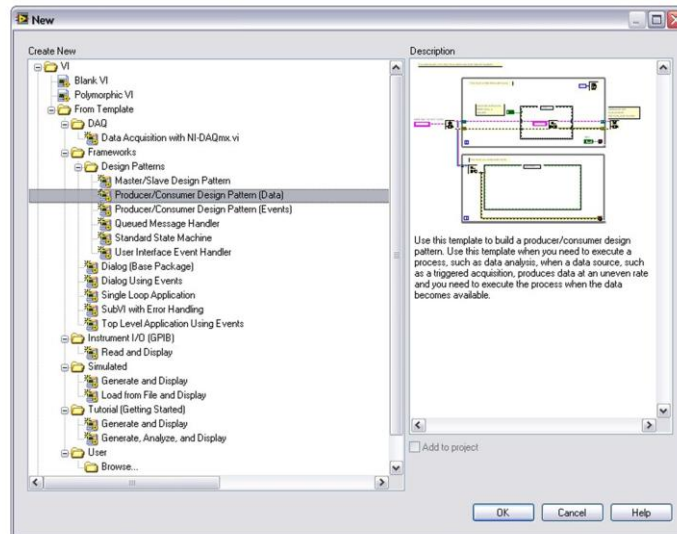 New
Create New
VI
Blank VI
Polymorphic VI
From Template
DAQ
Data Acquisition with NI-DAQmx.vi
Frameworks
Design Patterns
Master/Slave Design Pattern
Producer/Consumer Design Pattern (Data)
Producer/Consumer Design Pattern (Events)
Queued Message Handler
Standard State Machine
User Interface Event Handler
Dialog (Base Package)
Dialog Using Events
Single Loop Application
SubVI with Error Handling
Top Level Application Using Events
Instrument I/O (GPIB)
Read and Display
Simulated
Generate and Display
Load from File and Display
Tutorial (Getting Started)
Generate and Display
Generate, Analyze, and Display
User
Browse...
Description
Use this template to build a producer/consumer design
pattern. Use this template when you need to execute a
process, such as data analysis, when a data source, such
as a triggered acquisition, produces data at an uneven rate
and you need to execute the process when the data
becomes available.
Add to project
OK
Cancel
Help